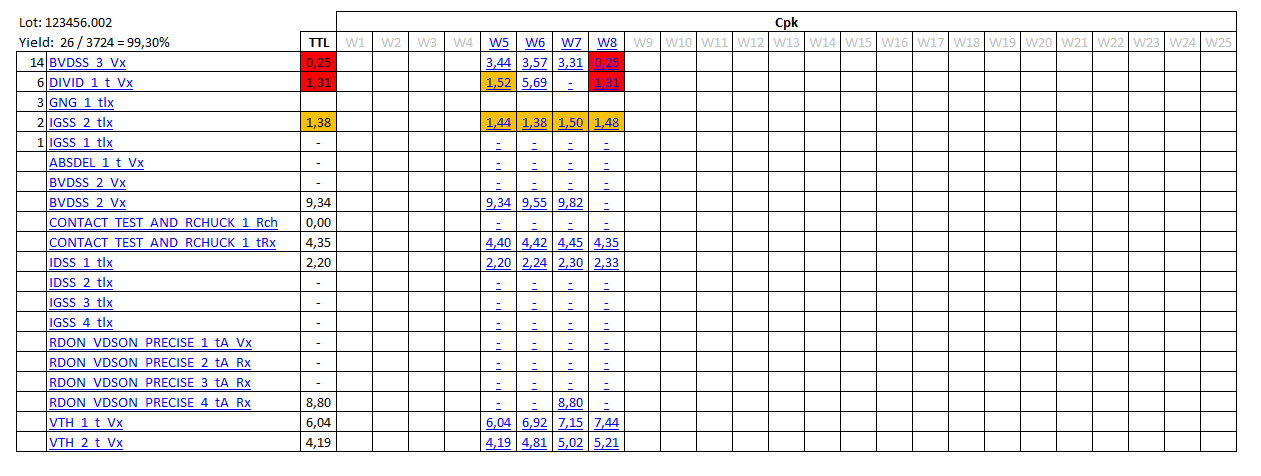 Lot: 123456.002 Cpk
Yield: 26 / 3724 = 99,30% TTL W1 W2 W3 W4 W5 W6 W7 W8 W9 W10 W11 W12 W13 W14 W15 W16 W17 W18 W19 W20 W21 W22 W23 W24 W25
14 BVDSS_3_Vx 0,25 3,44 3,57 3,31 0,25
6 DIVID_1_t_Vx 1,31 1,52 5,69 - 1,31
3 GNG_1_tIx
2 IGSS_2_tIx 1,38 1,44 1,38 1,50 1,48
1 IGSS_1_tIx - - - - -
ABSDEL_1_t_Vx - - - - -
BVDSS_2_Vx - - - - -
BVDSS_2_Vx 9,34 9,34 9,55 9,82 -
CONTACT_TEST_AND_RCHUCK_1_Rch 0,00 - - - -
CONTACT_TEST_AND_RCHUCK_1_tRx 4,35 4,40 4,42 4,45 4,35
IDSS_1_tIx 2,20 2,20 2,24 2,30 2,33
IDSS_2_tIx - - - - -
IGSS_3_tIx - - - - -
IGSS_4_tIx - - - - -
RDON_VDSON_PRECISE_1_tA_Vx - - - - -
RDON_VDSON_PRECISE_2_tA_Rx - - - - -
RDON_VDSON_PRECISE_3_tA_Rx - - - - -
RDON_VDSON_PRECISE_4_tA_Rx 8,80 - - 8,80 -
VTH_1_t_Vx 6,04 6,04 6,92 7,15 7,44
VTH_2_t_Vx 4,19 4,19 4,81 5,02 5,21